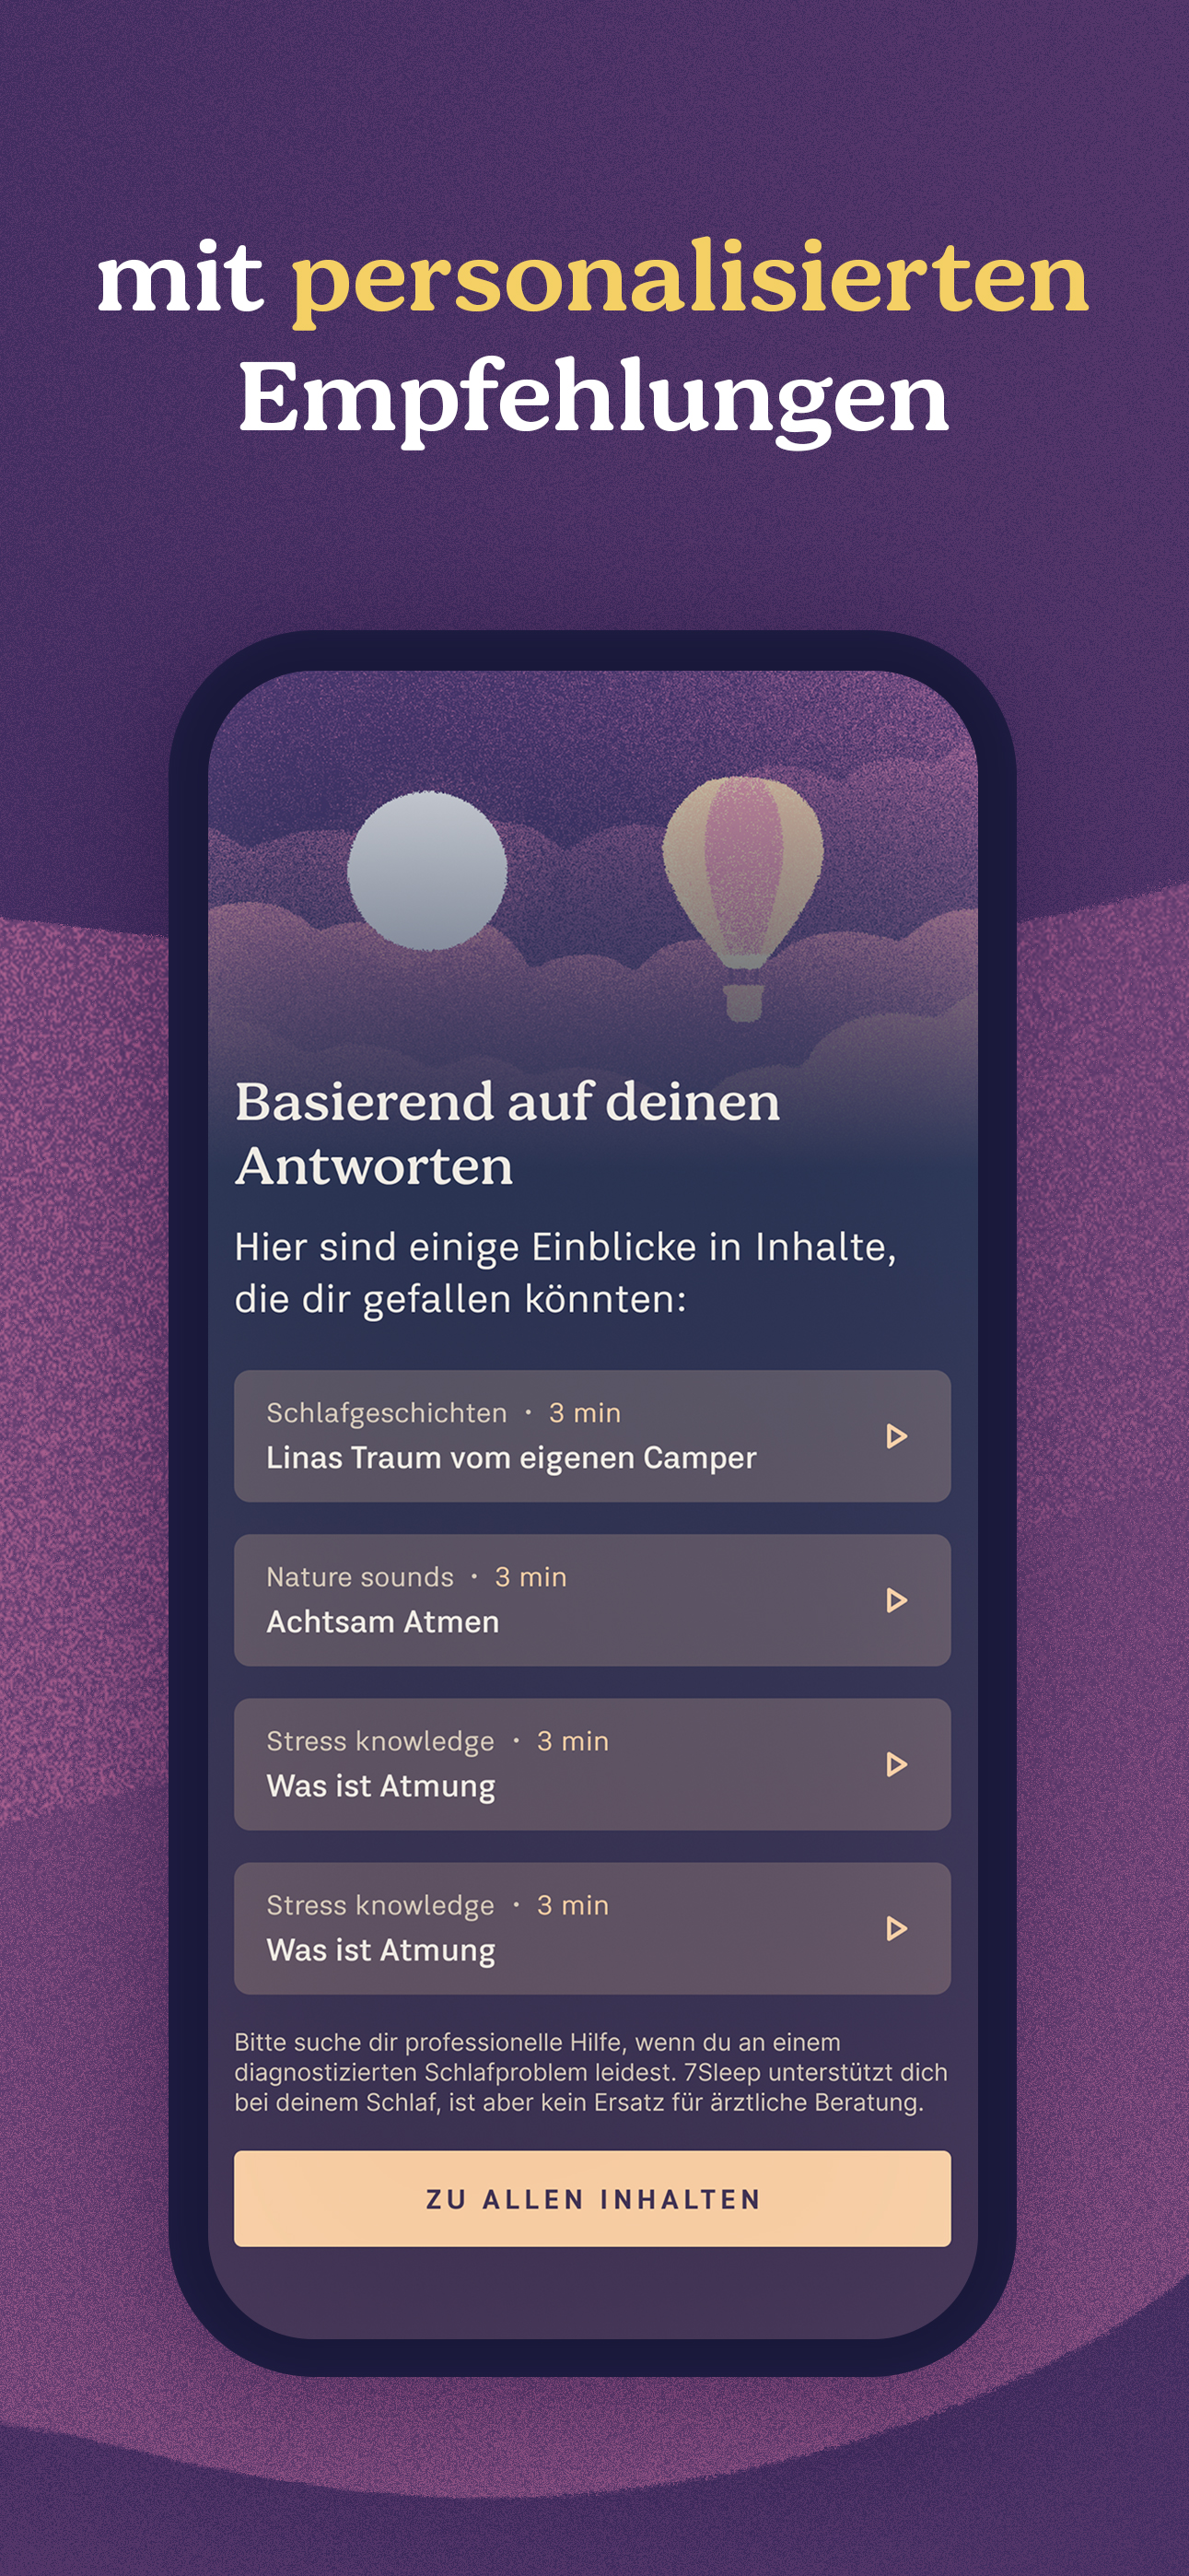 mit personalisierten
Empfehlungen
Basierend auf deinen
Antworten
Hier sind einige Einblicke in Inhalte,
die dir gefallen könnten:
Schlafgeschichten · 3 min
Linas Traum vom eigenen Camper
Nature sounds · 3 min
Achtsam Atmen
Stress knowledge · 3 min
Was ist Atmung
Stress knowledge · 3 min
Was ist Atmung
Bitte suche dir professionelle Hilfe, wenn du an einem
diagnostizierten Schlafproblem leidest. 7Sleep unterstützt dich
bei deinem Schlaf, ist aber kein Ersatz für ärztliche Beratung.
ZU ALLEN INHALTEN